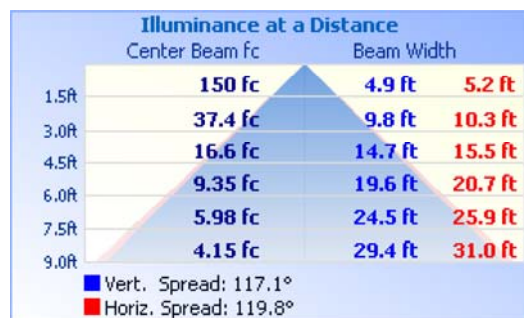 Illuminance at a Distance
Center Beam fc Beam Width
1.5ft 150 fc 4.9 ft 5.2 ft
3.0ft 37.4 fc 9.8 ft 10.3 ft
4.5ft 16.6 fc 14.7 ft 15.5 ft
6.0ft 9.35 fc 19.6 ft 20.7 ft
7.5ft 5.98 fc 24.5 ft 25.9 ft
9.0ft 4.15 fc 29.4 ft 31.0 ft
Vert. Spread: 117.1°
Horiz. Spread: 119.8°